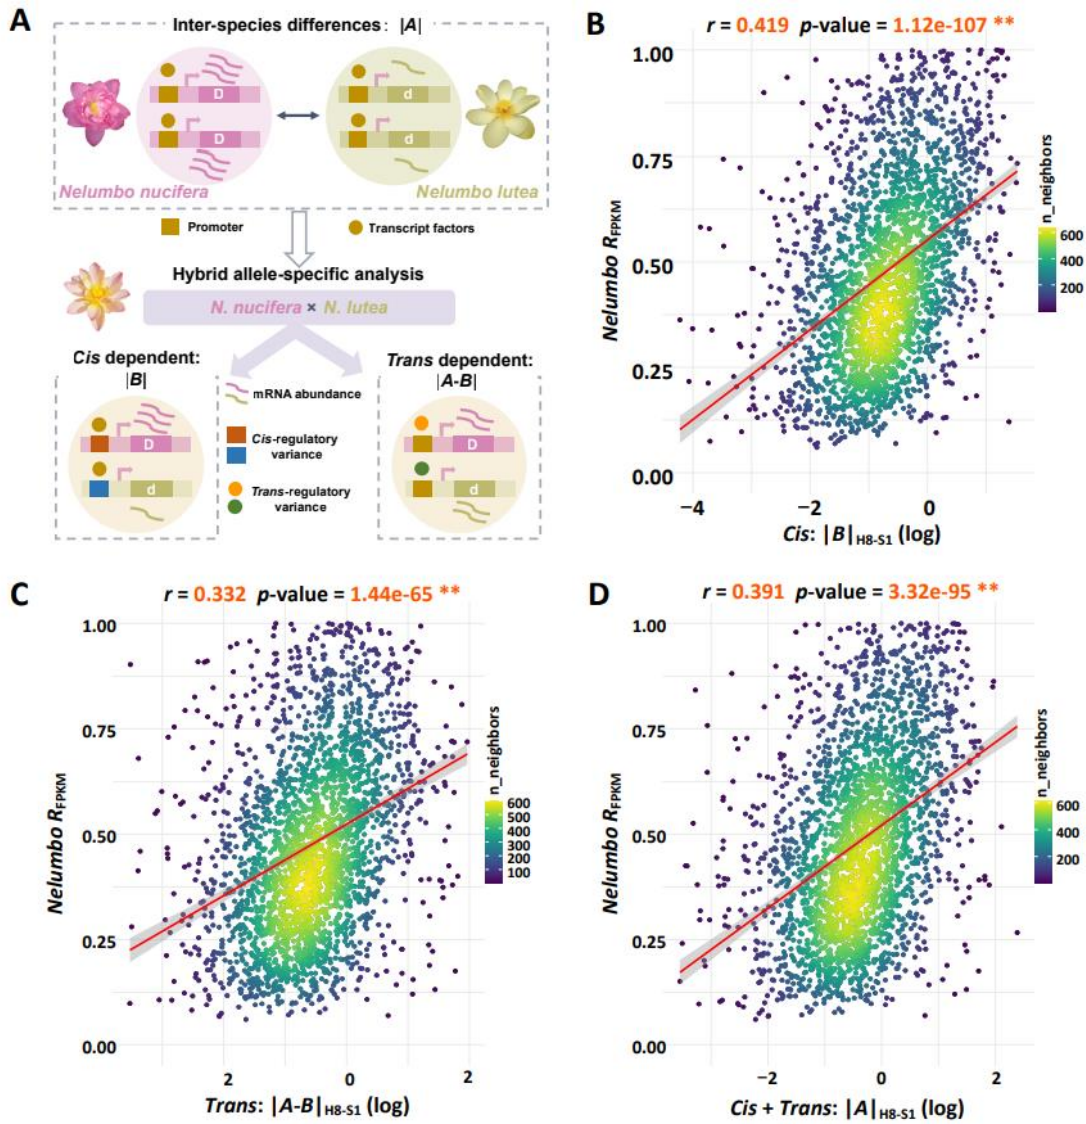 A
Inter-species differences: |A|
D
d
D
d
Nelumbo nucifera
Nelumbo lutea
Promoter
Transcript factors
Hybrid allele-specific analysis
N. nucifera × N. lutea
Cis dependent:
|B|
Trans dependent:
|A-B|
mRNA abundance
D
d
Cis-regulatory
variance
Trans-regulatory
variance
D
d
B
r = 0.419 p-value = 1.12e-107 **
1.00
0.75
0.50
0.25
0.00
Nelumbo RFPKM
−4
−2
0
Cis: |B|H8-S1 (log)
n_neighbors
600
400
200
C
r = 0.332 p-value = 1.44e-65 **
1.00
0.75
0.50
0.25
0.00
Nelumbo RFPKM
2
0
2
Trans: |A-B|H8-S1 (log)
n_neighbors
600
500
400
300
200
100
D
r = 0.391 p-value = 3.32e-95 **
1.00
0.75
0.50
0.25
0.00
Nelumbo RFPKM
−2
0
2
Cis + Trans: |A|H8-S1 (log)
n_neighbors
600
400
200